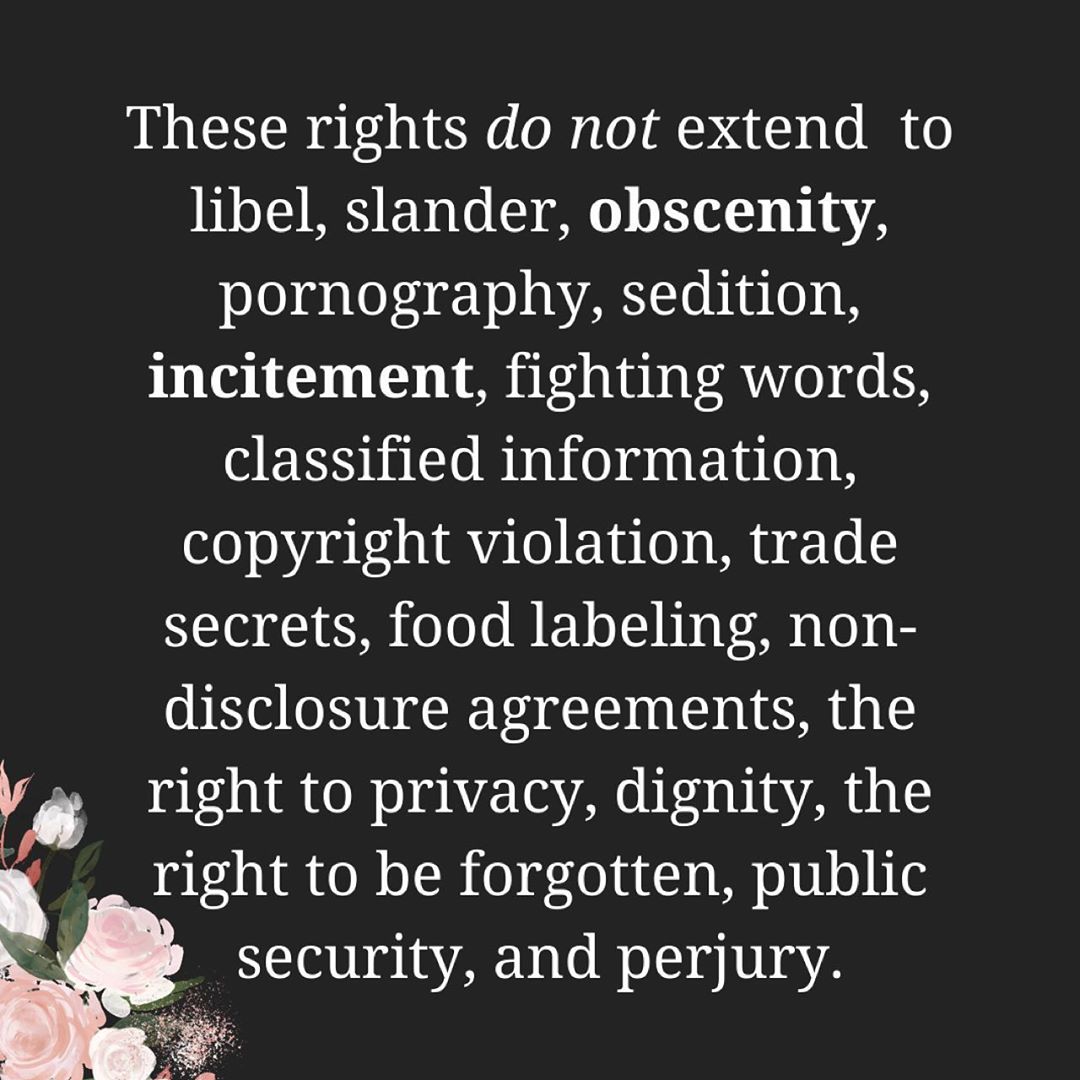 These rights do not extend  to
libel, slander, obscenity,
pornography, sedition,
incitement, fighting words,
classified information,
copyright violation, trade
secrets, food labeling, non-
disclosure agreements, the
right to privacy, dignity, the
right to be forgotten, public
security, and perjury.